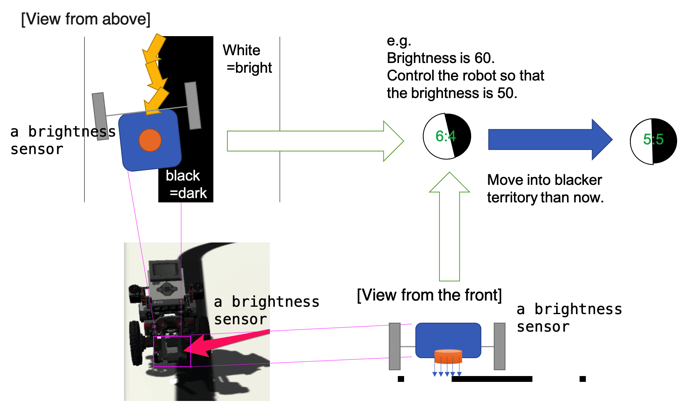 [View from above]
White
=bright
a brightness
sensor
black
=dark
e.g.
Brightness is 60.
Control the robot so that
the brightness is 50.
6:4
5:5
Move into blacker
territory than now.
a brightness
sensor
[View from the front]
a brightness
sensor